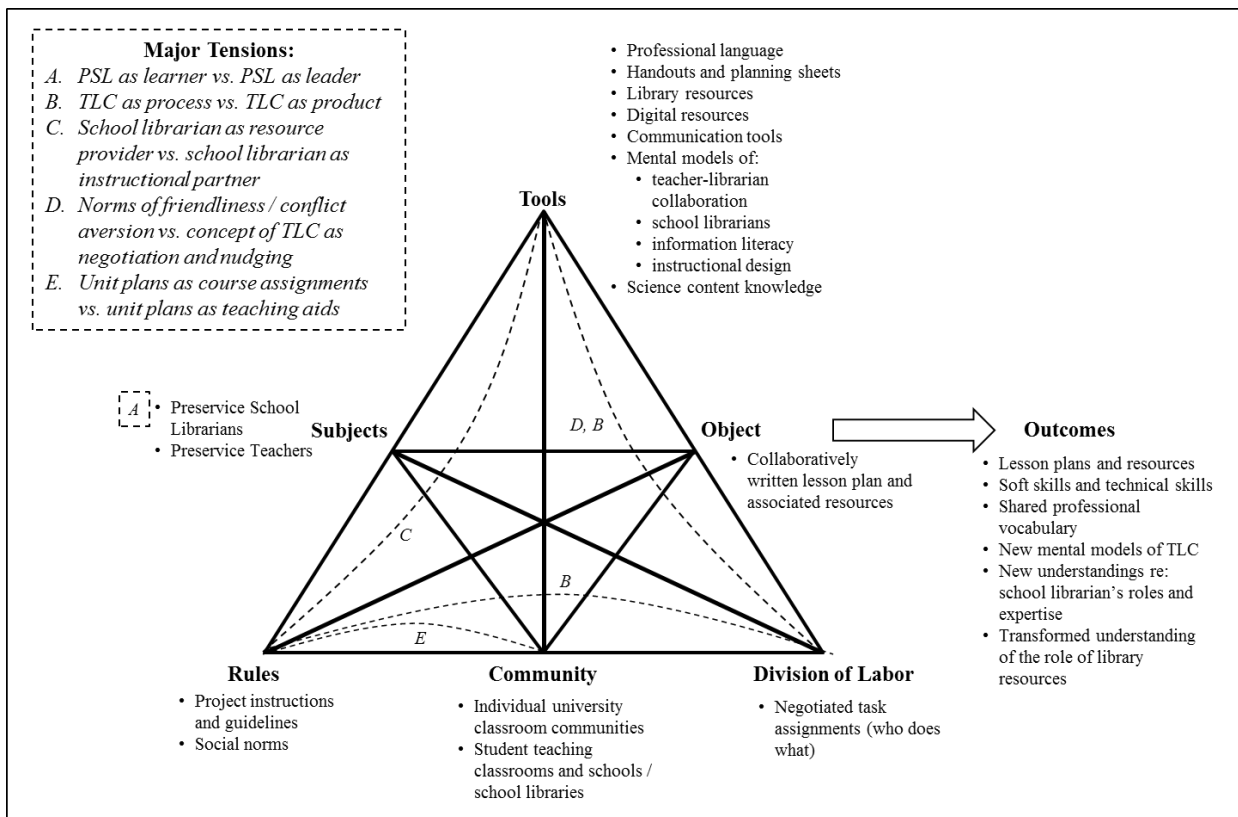 Major Tensions:
A. PSL as learner vs. PSL as leader
B. TLC as process vs. TLC as product
C. School librarian as resource
provider vs. school librarian as
instructional partner
D. Norms of friendliness / conflict
aversion vs. concept of TLC as
negotiation and nudging
E. Unit plans as course assignments
vs. unit plans as teaching aids
• Professional language
• Handouts and planning sheets
• Library resources
• Digital resources
• Communication tools
• Mental models of:
• teacher-librarian
collaboration
• school librarians
• information literacy
• instructional design
• Science content knowledge
Tools
A
• Preservice School
Librarians
• Preservice Teachers
Subjects
D, B
Object
• Collaboratively
written lesson plan and
associated resources
Outcomes
• Lesson plans and resources
• Soft skills and technical skills
• Shared professional
vocabulary
• New mental models of TLC
• New understandings re:
school librarian’s roles and
expertise
• Transformed understanding
of the role of library
resources
C
B
E
Rules
• Project instructions
and guidelines
• Social norms
Community
• Individual university
classroom communities
• Student teaching
classrooms and schools /
school libraries
Division of Labor
• Negotiated task
assignments (who does
what)